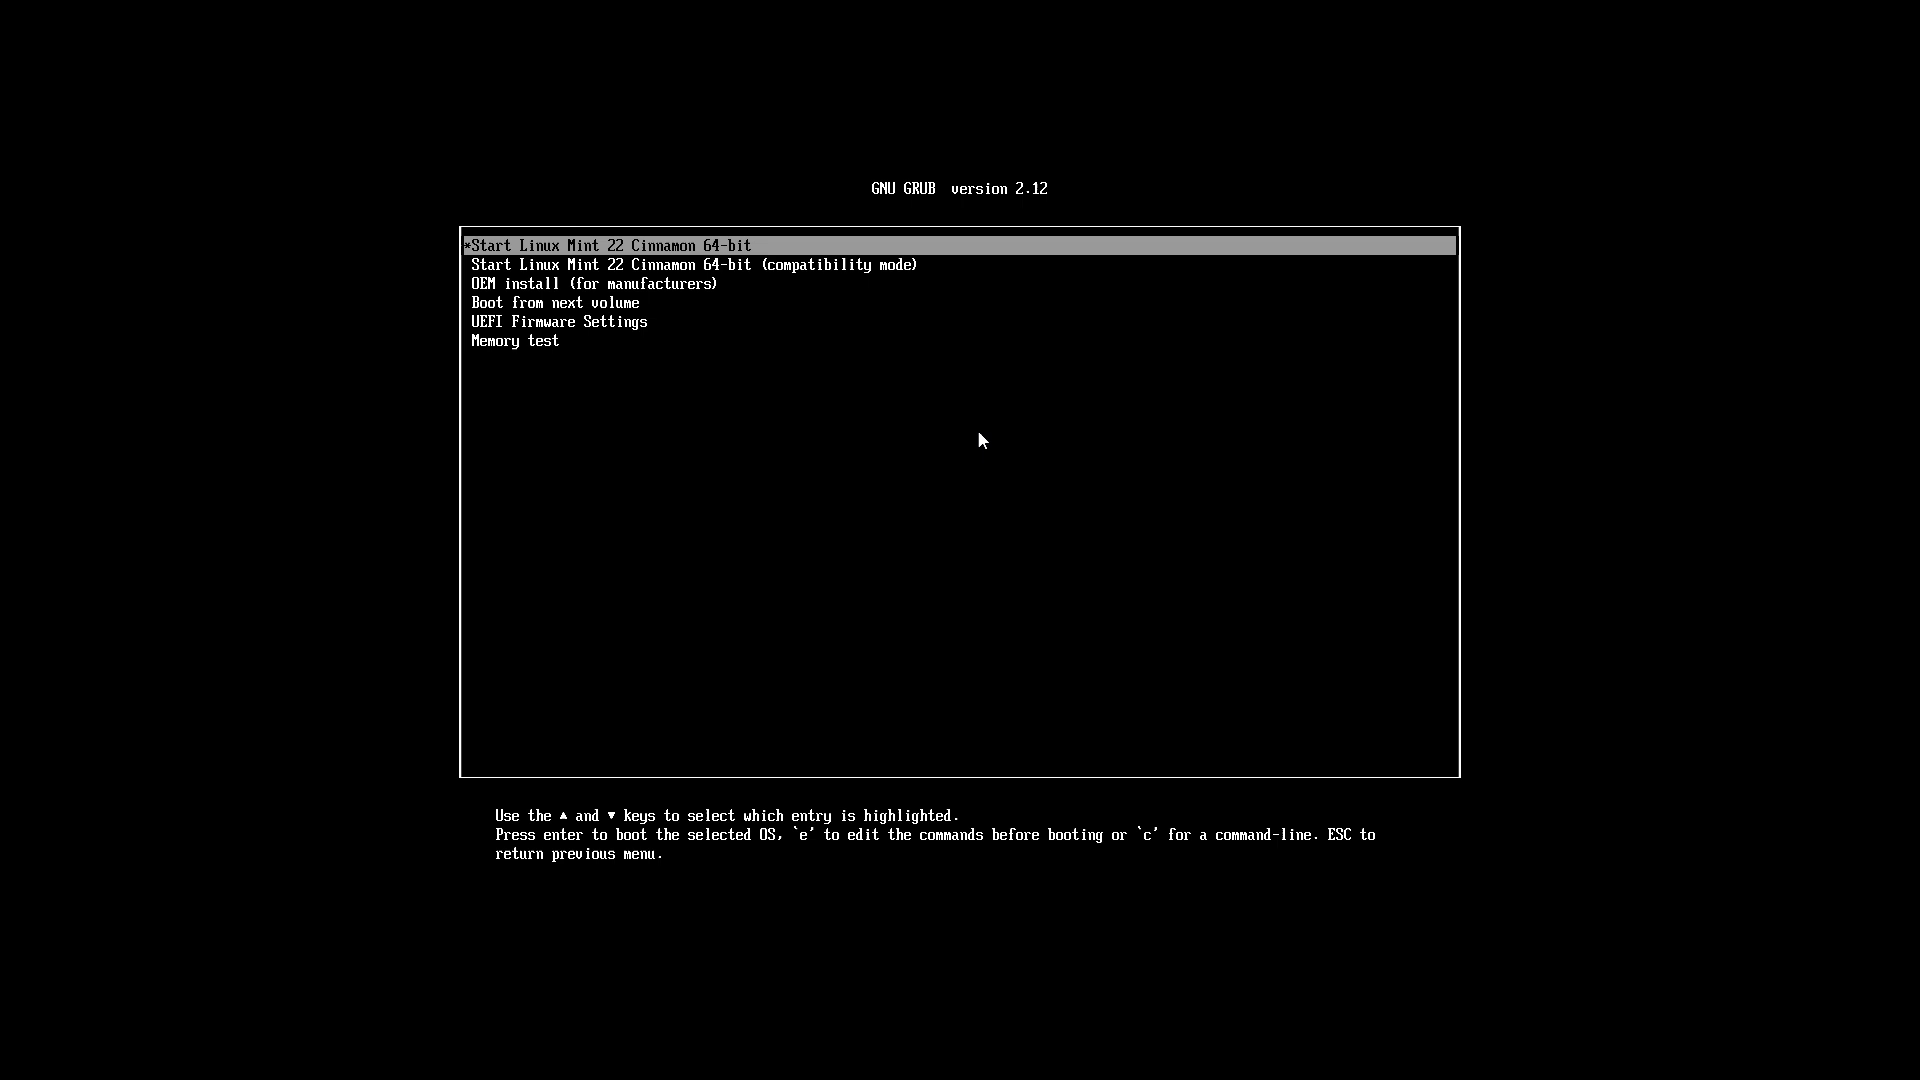 GNU GRUB  version 2.12
*Start Linux Mint 22 Cinnamon 64-bit
Start Linux Mint 22 Cinnamon 64-bit (compatibility mode)
OEM install (for manufacturers)
Boot from next volume
UEFI Firmware Settings
Memory test
Use the ▲ and ▼ keys to select which entry is highlighted.
Press enter to boot the selected OS, `e' to edit the commands before booting or `c' for a command-line. ESC to
return previous menu.